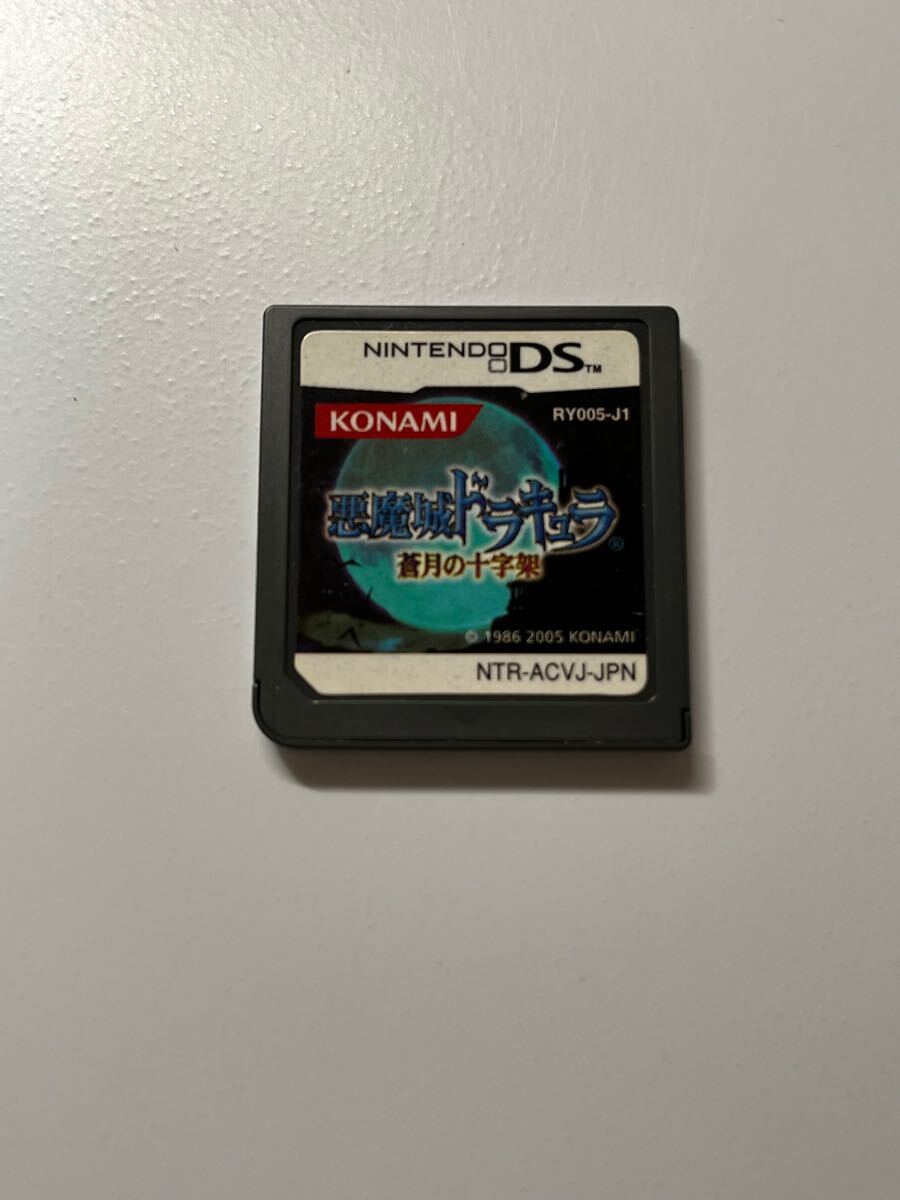 NINTENDO DS™
KONAMI
RY005-J1
悪魔城ドラキュラ®
蒼月の十字架
© 1986 2005 KONAMI
NTR-ACVJ-JPN